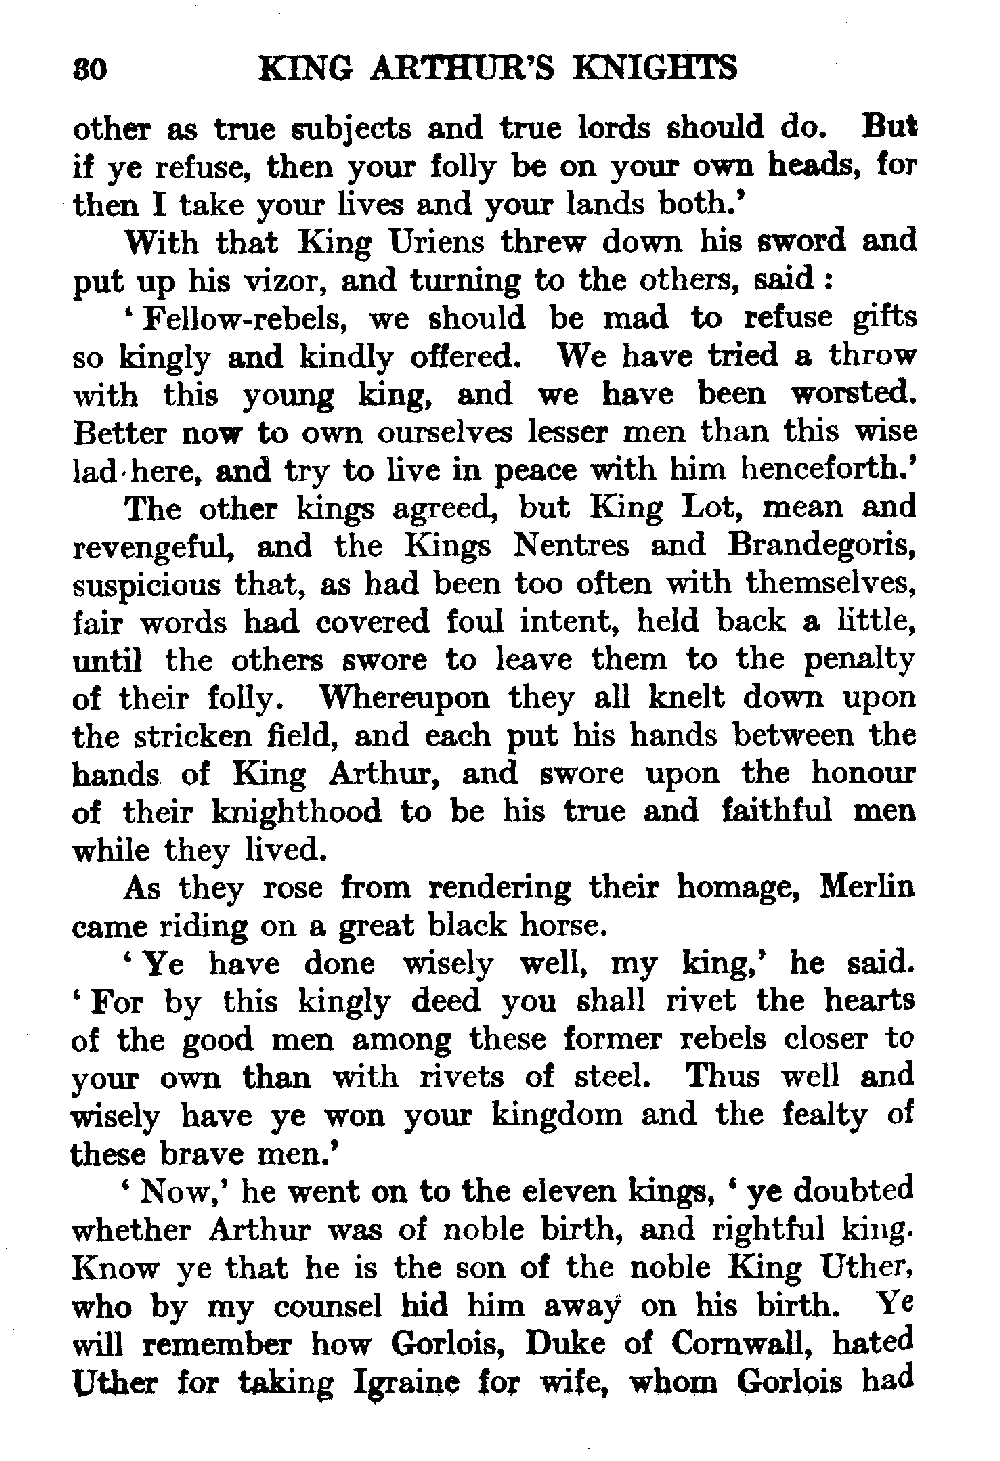 80 KING ARTHUR'S KNIGHTS
other as true subjects and true lords should do. But
if ye refuse, then your folly be on your own heads, for
then I take your lives and your lands both.'
With that King Uriens threw down his sword and
put up his vizor, and turning to the others, said :
' Fellow-rebels, we should be mad to refuse gifts
so kingly and kindly offered. We have tried a throw
with this young king, and we have been worsted.
Better now to own ourselves lesser men than this wise
lad here, and try to live in peace with him henceforth.'
The other kings agreed, but King Lot, mean and
revengeful, and the Kings Nentres and Brandegoris,
suspicious that, as had been too often with themselves,
fair words had covered foul intent, held back a little,
until the others swore to leave them to the penalty
of their folly. Whereupon they all knelt down upon
the stricken field, and each put his hands between the
hands of King Arthur, and swore upon the honour
of their knighthood to be his true and faithful men
while they lived.
As they rose from rendering their homage, Merlin
came riding on a great black horse.
' Ye have done wisely well, my king,' he said.
' For by this kingly deed you shall rivet the hearts
of the good men among these former rebels closer to
your own than with rivets of steel. Thus well and
wisely have ye won your kingdom and the fealty of
these brave men.'
' Now,' he went on to the eleven kings, ' ye doubted
whether Arthur was of noble birth, and rightful king.
Know ye that he is the son of the noble King Uther,
who by my counsel hid him away on his birth. Ye
will remember how Gorlois, Duke of Cornwall, hated
Uther for taking Igraine for wife, whom Gorlois had